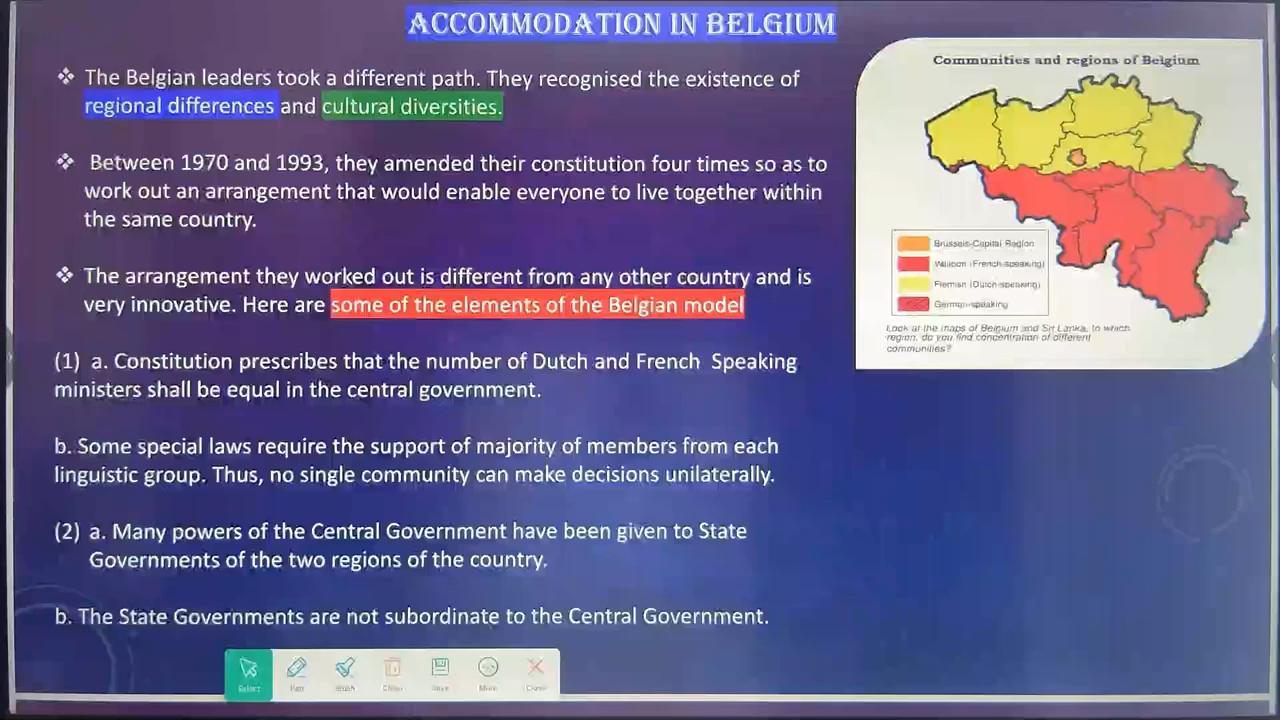 ACCOMMODATION IN BELGIUM
❖ The Belgian leaders took a different path. They recognised the existence of
regional differences and cultural diversities.
❖ Between 1970 and 1993, they amended their constitution four times so as to
work out an arrangement that would enable everyone to live together within
the same country.
❖ The arrangement they worked out is different from any other country and is
very innovative. Here are some of the elements of the Belgian model
(1) a. Constitution prescribes that the number of Dutch and French Speaking
ministers shall be equal in the central government.
b. Some special laws require the support of majority of members from each
linguistic group. Thus, no single community can make decisions unilaterally.
(2) a. Many powers of the Central Government have been given to State
Governments of the two regions of the country.
b. The State Governments are not subordinate to the Central Government.
Communities and regions of Belgium
Brussels-Capital Region
Walloon (French-speaking)
Flemish (Dutch-speaking)
German-speaking
Look at the maps of Belgium and Sri Lanka. In which
region, do you find concentration of different
communities?
Select Pen Brush Clear Save More Close